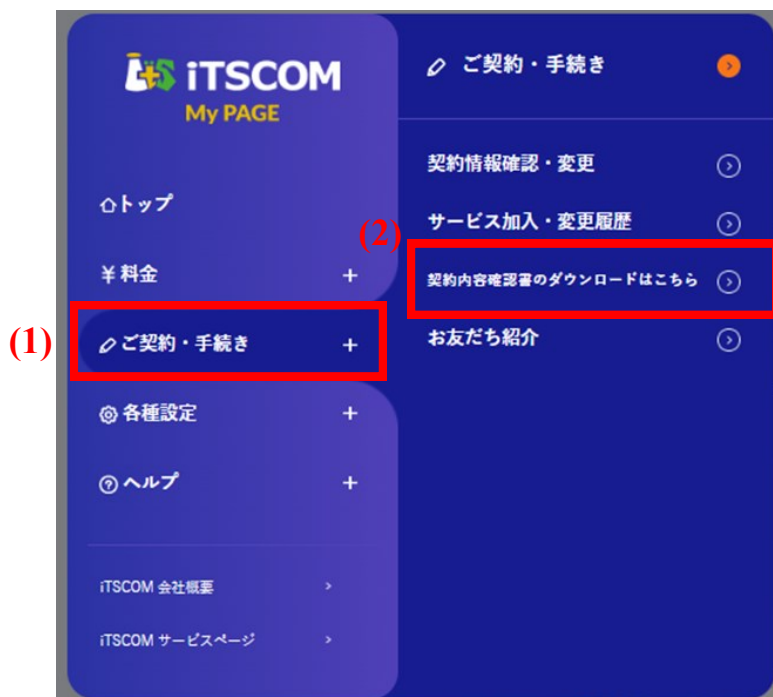 iTSCOM
My PAGE
トップ
¥ 料金 +
(1)
ご契約・手続き +
各種設定 +
? ヘルプ +
iTSCOM 会社概要 >
iTSCOM サービスページ >
ご契約・手続き
契約情報確認・変更
サービス加入・変更履歴
(2)
契約内容確認書のダウンロードはこちら
お友だち紹介